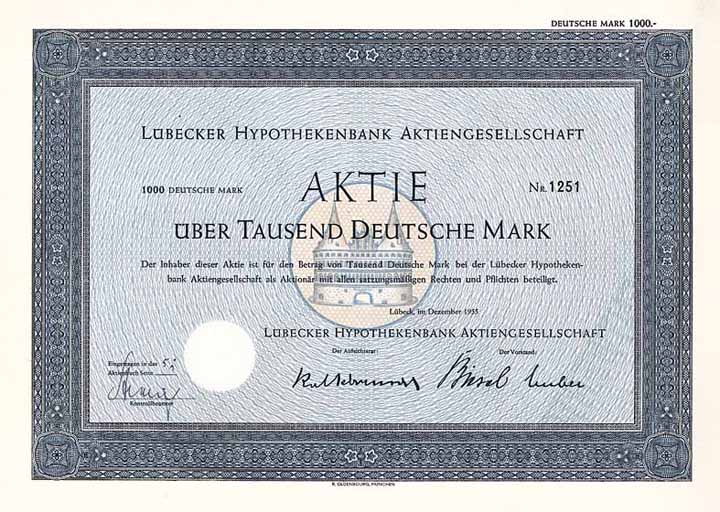 DEUTSCHE MARK 1000.-
LÜBECKER HYPOTHEKENBANK AKTIENGESELLSCHAFT
1000 DEUTSCHE MARK AKTIE NR. 1251
ÜBER TAUSEND DEUTSCHE MARK
Der Inhaber dieser Aktie ist für den Betrag von Tausend Deutsche Mark bei der Lübecker Hypotheken-
bank Aktiengesellschaft als Aktionär mit allen satzungsmäßigen Rechten und Pflichten beteiligt.
Lübeck, im Dezember 1955
LÜBECKER HYPOTHEKENBANK AKTIENGESELLSCHAFT
Der Aufsichtsrat: Der Vorstand:
Eingetragen in das
Aktienbuch Seite
Kontrollbeamter
R. OLDENBOURG, MÜNCHEN